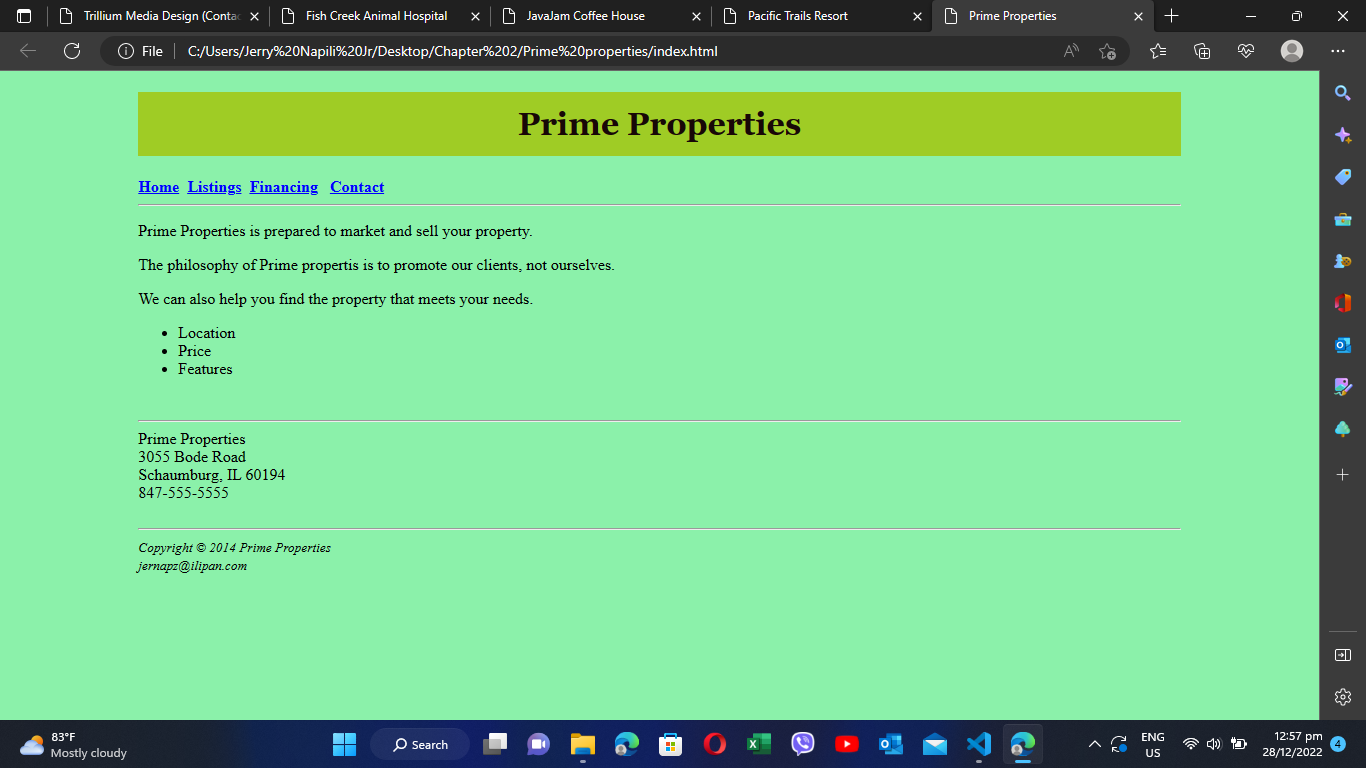 Trillium Media Design (Contac
Fish Creek Animal Hospital
JavaJam Coffee House
Pacific Trails Resort
Prime Properties
File
C:/Users/Jerry%20Napili%20Jr/Desktop/Chapter%202/Prime%20properties/index.html
Prime Properties
Home Listings Financing Contact
Prime Properties is prepared to market and sell your property.
The philosophy of Prime propertis is to promote our clients, not ourselves.
We can also help you find the property that meets your needs.
• Location
• Price
• Features
Prime Properties
3055 Bode Road
Schaumburg, IL 60194
847-555-5555
Copyright © 2014 Prime Properties
jernapz@ilipan.com
83°F
Mostly cloudy
Search
ENG
US
12:57 pm
28/12/2022
4